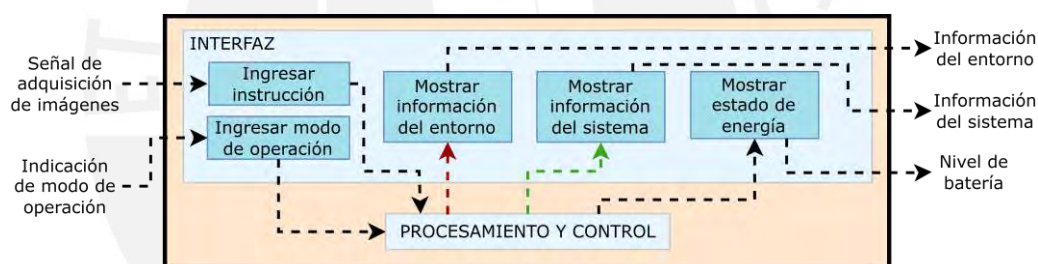 INTERFAZ
Señal de
adquisición
de imágenes
Indicación
de modo de
operación
Ingresar
instrucción
Ingresar modo
de operación
Mostrar
información
del entorno
Mostrar
información
del sistema
Mostrar
estado de
energía
Información
del entorno
Información
del sistema
Nivel de
batería
PROCESAMIENTO Y CONTROL